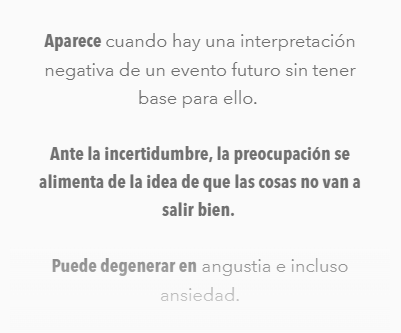 Aparece cuando hay una interpretación
negativa de un evento futuro sin tener
base para ello.
Ante la incertidumbre, la preocupación se
alimenta de la idea de que las cosas no van a
salir bien.
Puede degenerar en angustia e incluso
ansiedad.